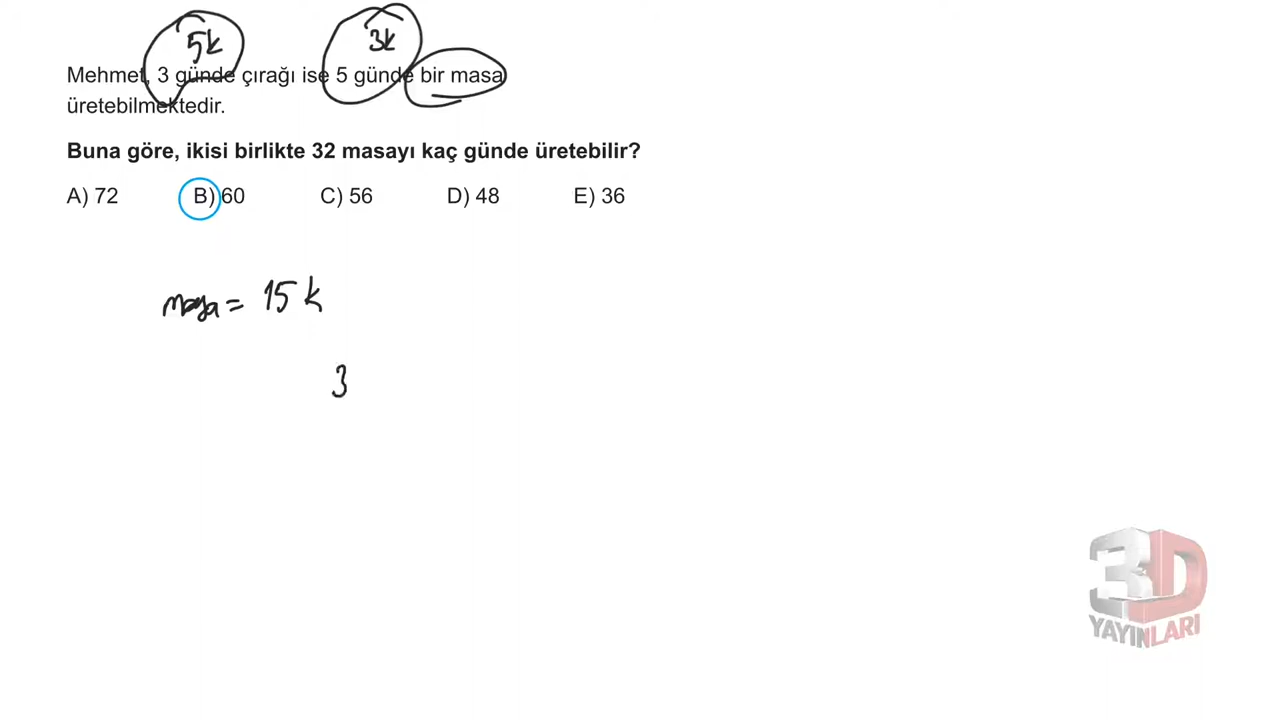 5k 3k
Mehmet, 3 günde çırağı ise 5 günde bir masa
üretebilmektedir.
Buna göre, ikisi birlikte 32 masayı kaç günde üretebilir?
A) 72 B) 60 C) 56 D) 48 E) 36
masa = 15k
3
3D
YAYINLARI